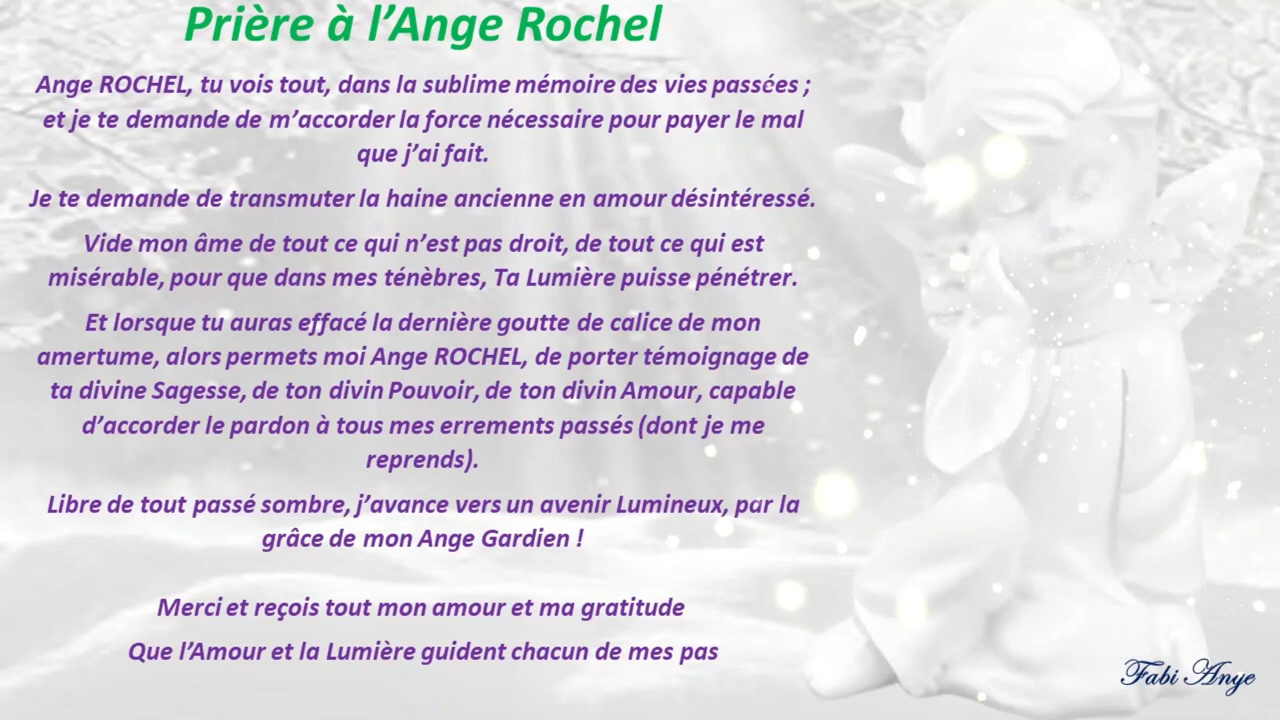 Prière à l’Ange Rochel
Ange ROCHEL, tu vois tout, dans la sublime mémoire des vies passées ;
et je te demande de m’accorder la force nécessaire pour payer le mal
que j’ai fait.
Je te demande de transmuter la haine ancienne en amour désintéressé.
Vide mon âme de tout ce qui n’est pas droit, de tout ce qui est
misérable, pour que dans mes ténèbres, Ta Lumière puisse pénétrer.
Et lorsque tu auras effacé la dernière goutte de calice de mon
amertume, alors permets moi Ange ROCHEL, de porter témoignage de
ta divine Sagesse, de ton divin Pouvoir, de ton divin Amour, capable
d’accorder le pardon à tous mes errements passés (dont je me
reprends).
Libre de tout passé sombre, j’avance vers un avenir Lumineux, par la
grâce de mon Ange Gardien !
Merci et reçois tout mon amour et ma gratitude
Que l’Amour et la Lumière guident chacun de mes pas
Fabi Anye